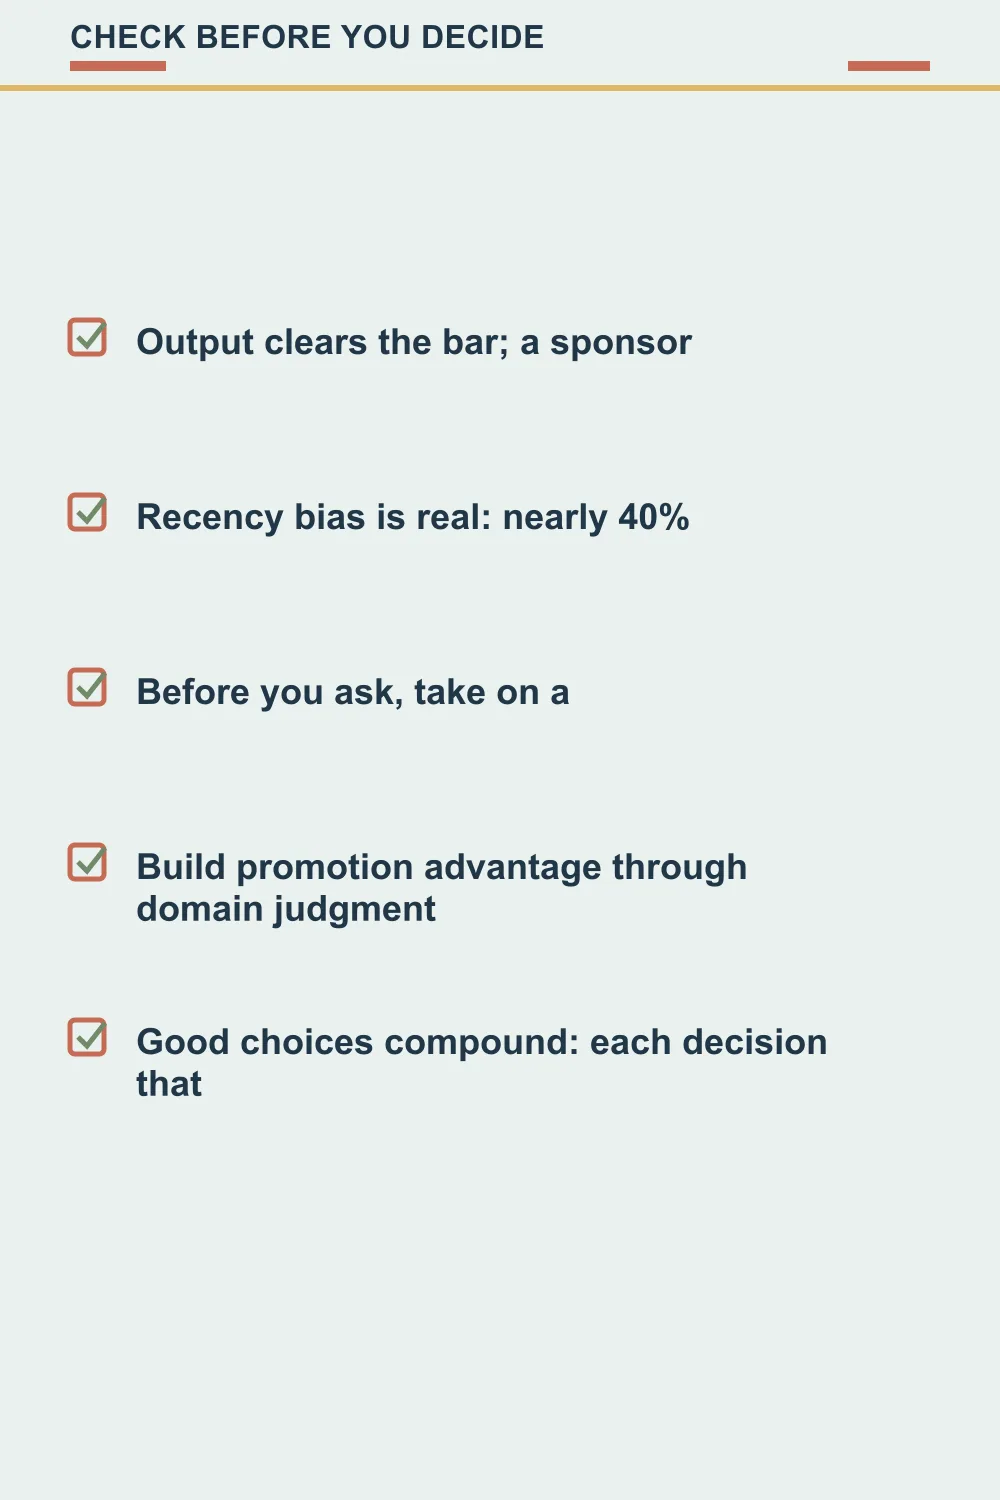 CHECK BEFORE YOU DECIDE
Output clears the bar; a sponsor
Recency bias is real: nearly 40%
Before you ask, take on a
Build promotion advantage through
domain judgment
Good choices compound: each decision
that